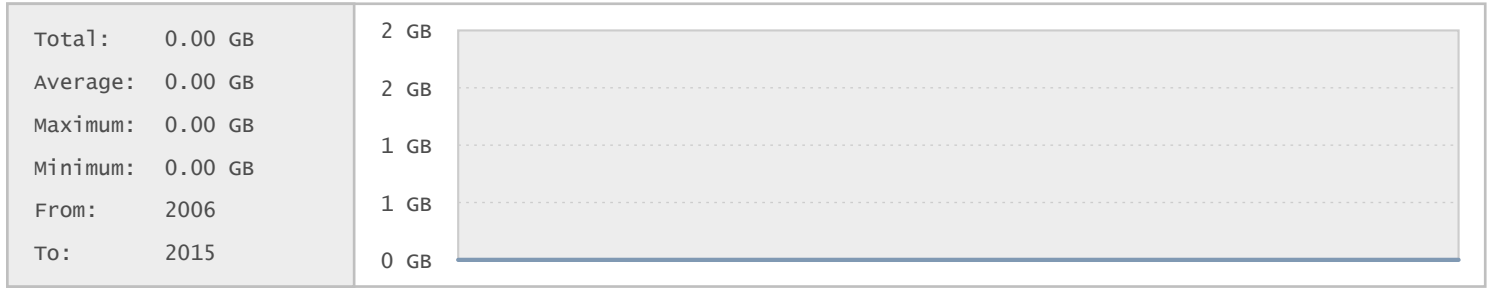 Total: 0.00 GB
Average: 0.00 GB
Maximum: 0.00 GB
Minimum: 0.00 GB
From: 2006
To: 2015
2 GB
2 GB
1 GB
1 GB
0 GB